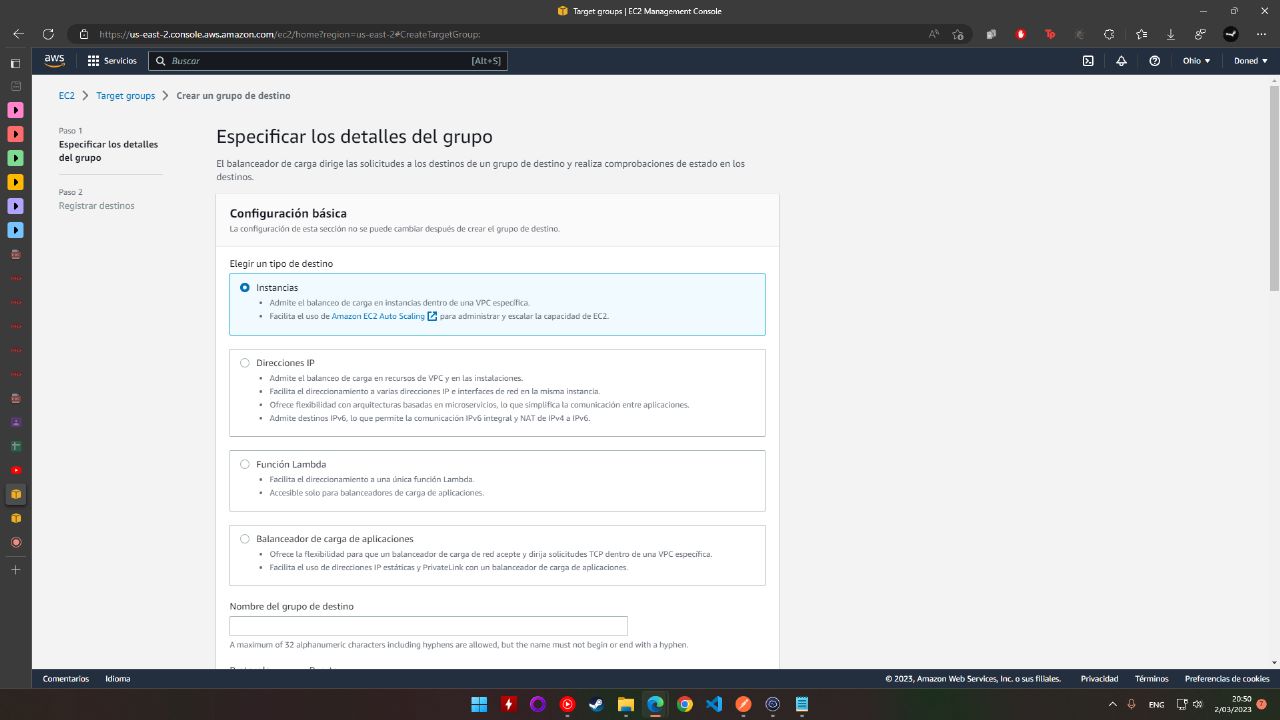 Target groups | EC2 Management Console
https://us-east-2.console.aws.amazon.com/ec2/home?region=us-east-2#CreateTargetGroup:
aws
Servicios
Buscar
[Alt+S]
Ohio
Doned
EC2
Target groups
Crear un grupo de destino
Paso 1
Especificar los detalles
del grupo
Paso 2
Registrar destinos
Especificar los detalles del grupo
El balanceador de carga dirige las solicitudes a los destinos de un grupo de destino y realiza comprobaciones de estado en los
destinos.
Configuración básica
La configuración de esta sección no se puede cambiar después de crear el grupo de destino.
Elegir un tipo de destino
Instancias
Admite el balanceo de carga en instancias dentro de una VPC específica.
Facilita el uso de Amazon EC2 Auto Scaling para administrar y escalar la capacidad de EC2.
Direcciones IP
Admite el balanceo de carga en recursos de VPC y en las instalaciones.
Facilita el direccionamiento a varias direcciones IP e interfaces de red en la misma instancia.
Ofrece flexibilidad con arquitecturas basadas en microservicios, lo que simplifica la comunicación entre aplicaciones.
Admite destinos IPv6, lo que permite la comunicación IPv6 integral y NAT de IPv4 a IPv6.
Función Lambda
Facilita el direccionamiento a una única función Lambda.
Accesible solo para balanceadores de carga de aplicaciones.
Balanceador de carga de aplicaciones
Ofrece la flexibilidad para que un balanceador de carga de red acepte y dirija solicitudes TCP dentro de una VPC específica.
Facilita el uso de direcciones IP estáticas y PrivateLink con un balanceador de carga de aplicaciones.
Nombre del grupo de destino
A maximum of 32 alphanumeric characters including hyphens are allowed, but the name must not begin or end with a hyphen.
Comentarios
Idioma
© 2023, Amazon Web Services, Inc. o sus filiales.
Privacidad
Términos
Preferencias de cookies
ENG
20:50
2/03/2023
7